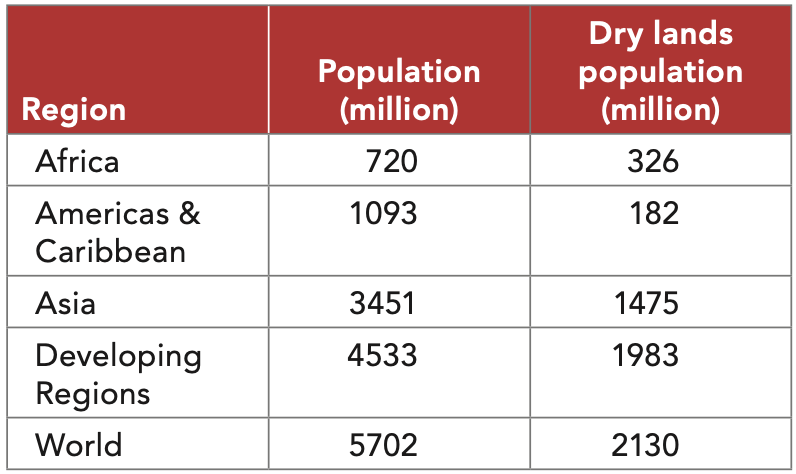 Region Population (million) Dry lands population (million)
Africa 720 326
Americas & Caribbean 1093 182
Asia 3451 1475
Developing Regions 4533 1983
World 5702 2130